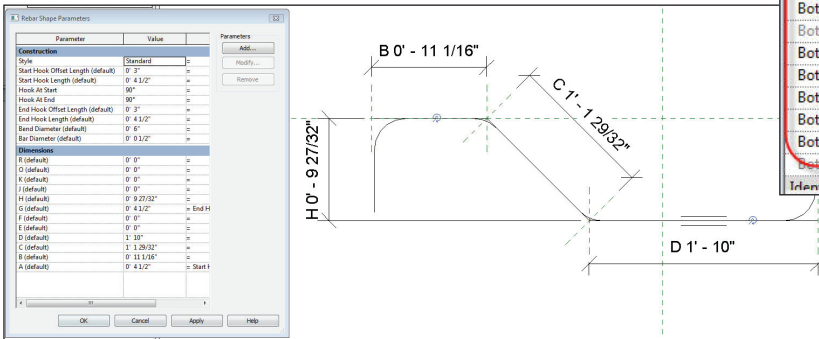 Rebar Shape Parameters
Parameter Value
Construction
Style Standard =
Start Hook Offset Length (default) 0' 3" =
Start Hook Length (default) 0' 4 1/2" =
Hook At Start 90° =
Hook At End 90° =
End Hook Offset Length (default) 0' 3" =
End Hook Length (default) 0' 4 1/2" =
Bend Diameter (default) 0' 6" =
Bar Diameter (default) 0' 0 1/2" =
Dimensions
R (default) 0' 0" =
O (default) 0' 0" =
K (default) 0' 0" =
J (default) 0' 0" =
H (default) 0' 9 27/32" =
G (default) 0' 4 1/2" = End H
F (default) 0' 0" =
E (default) 0' 0" =
D (default) 1' 10" =
C (default) 1' 1 29/32" =
B (default) 0' 11 1/16" =
A (default) 0' 4 1/2" = Start H
Parameters
Add...
Modify...
Remove
OK Cancel Apply Help
B 0' - 11 1/16"
C 1' - 1 29/32"
H 0' - 9 27/32"
D 1' - 10"
Bot
Bot
Bot
Bot
Bot
Bot
Bot
Bot
Iden